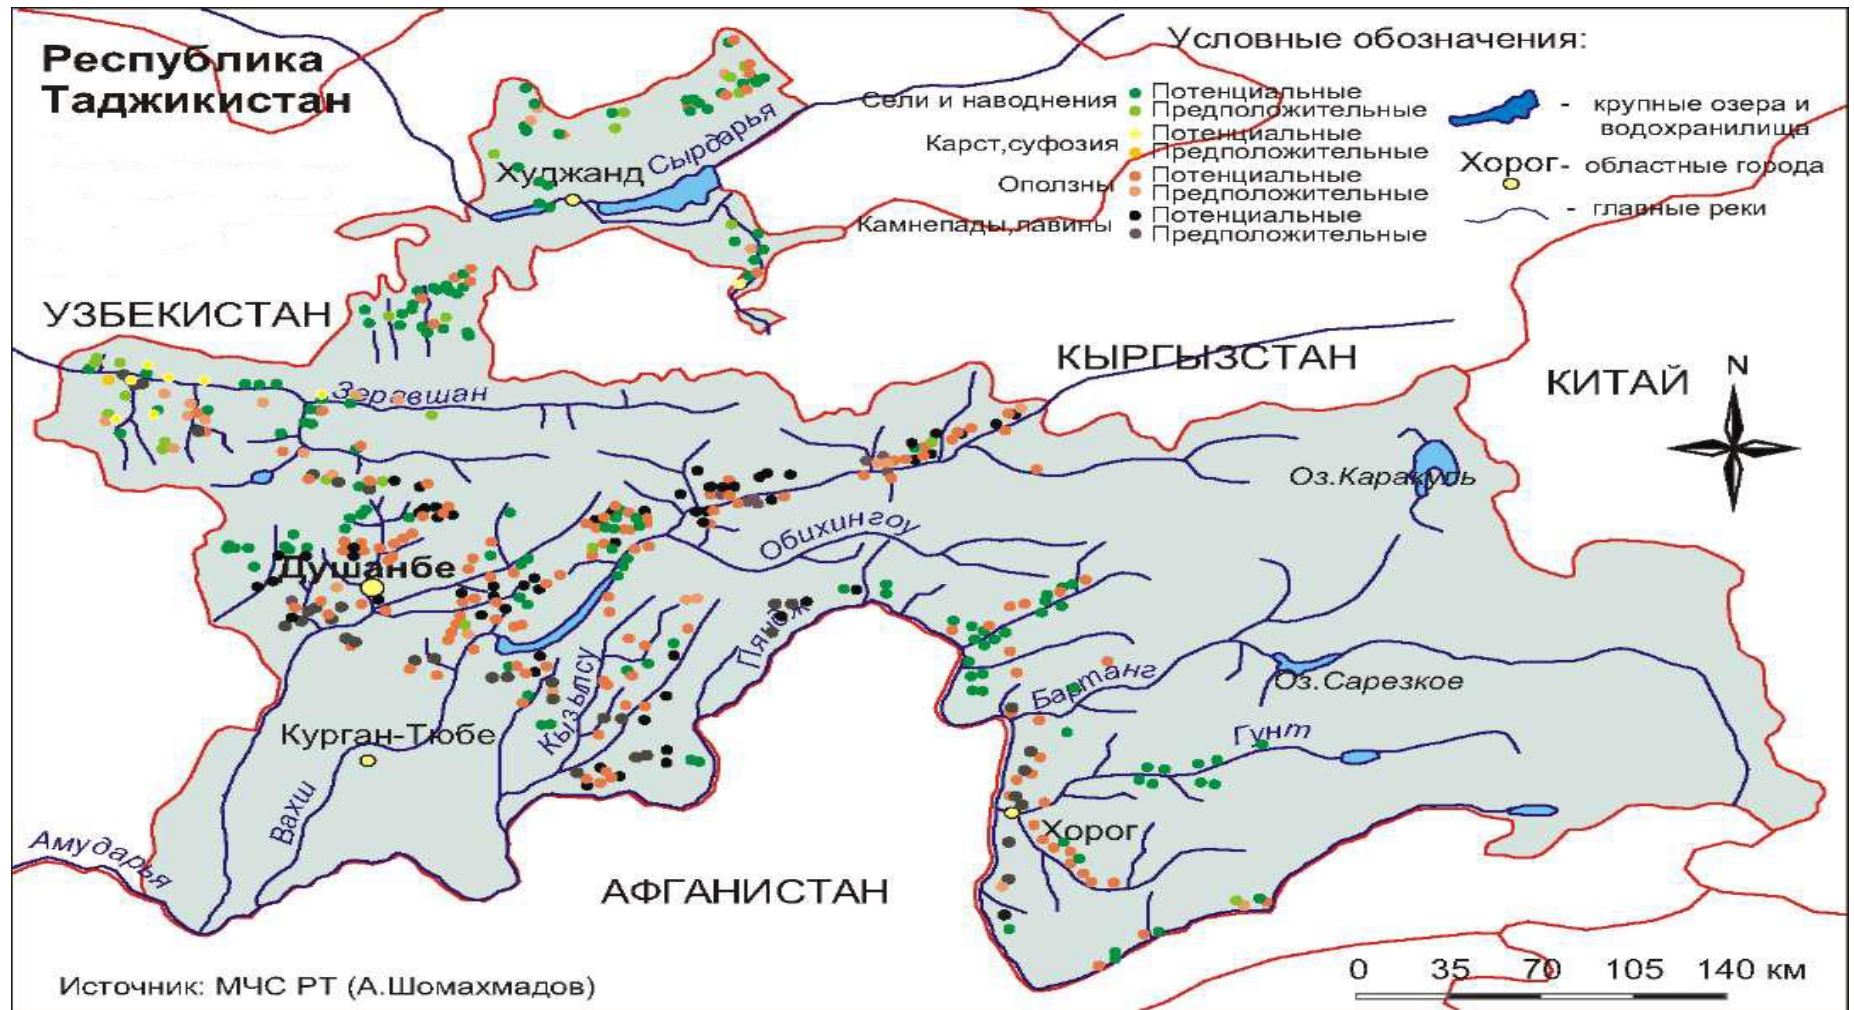 Республика
Таджикистан
Условные обозначения:
Сели и наводнения
Потенциальные
Предположительные
Карст,суфозия
Потенциальные
Предположительные
Оползны
Потенциальные
Предположительные
Камнепады,лавины
Потенциальные
Предположительные
- крупные озера и
водохранилища
Хорог- областные города
- главные реки
Сырдарья
Худжанд
УЗБЕКИСТАН
КЫРГЫЗСТАН
КИТАЙ
N
Зеравшан
Оз.Каракуль
Обихингоу
Душанбе
Пяндж
Кызылсу
Бартанг
Оз.Сарезкое
Гунт
Курган-Тюбе
Вахш
Хорог
Амударья
АФГАНИСТАН
0 35 70 105 140 км
Источник: МЧС РТ (А.Шомахмадов)